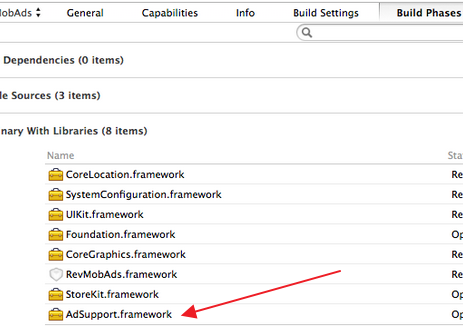 MobAds General Capabilities Info Build Settings Build Phases
Dependencies (0 items)
le Sources (3 items)
nary With Libraries (8 items)
Name Sta
CoreLocation.framework Re
SystemConfiguration.framework Re
UIKit.framework Re
Foundation.framework Op
CoreGraphics.framework Re
RevMobAds.framework Re
StoreKit.framework Op
AdSupport.framework Op